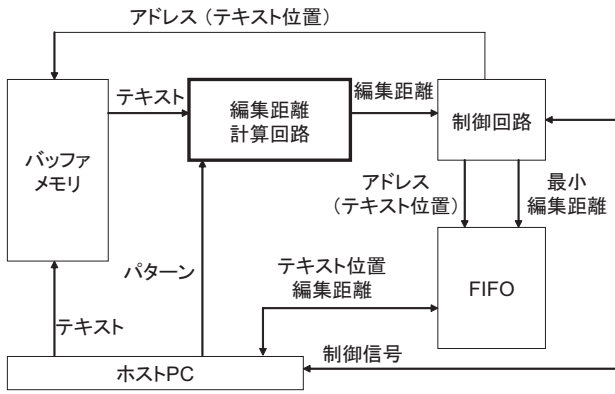 アドレス（テキスト位置）
テキスト
編集距離
計算回路
編集距離
制御回路
バッファ
メモリ
アドレス
（テキスト位置）
最小
編集距離
パターン
テキスト位置
編集距離
FIFO
テキスト
制御信号
ホストPC